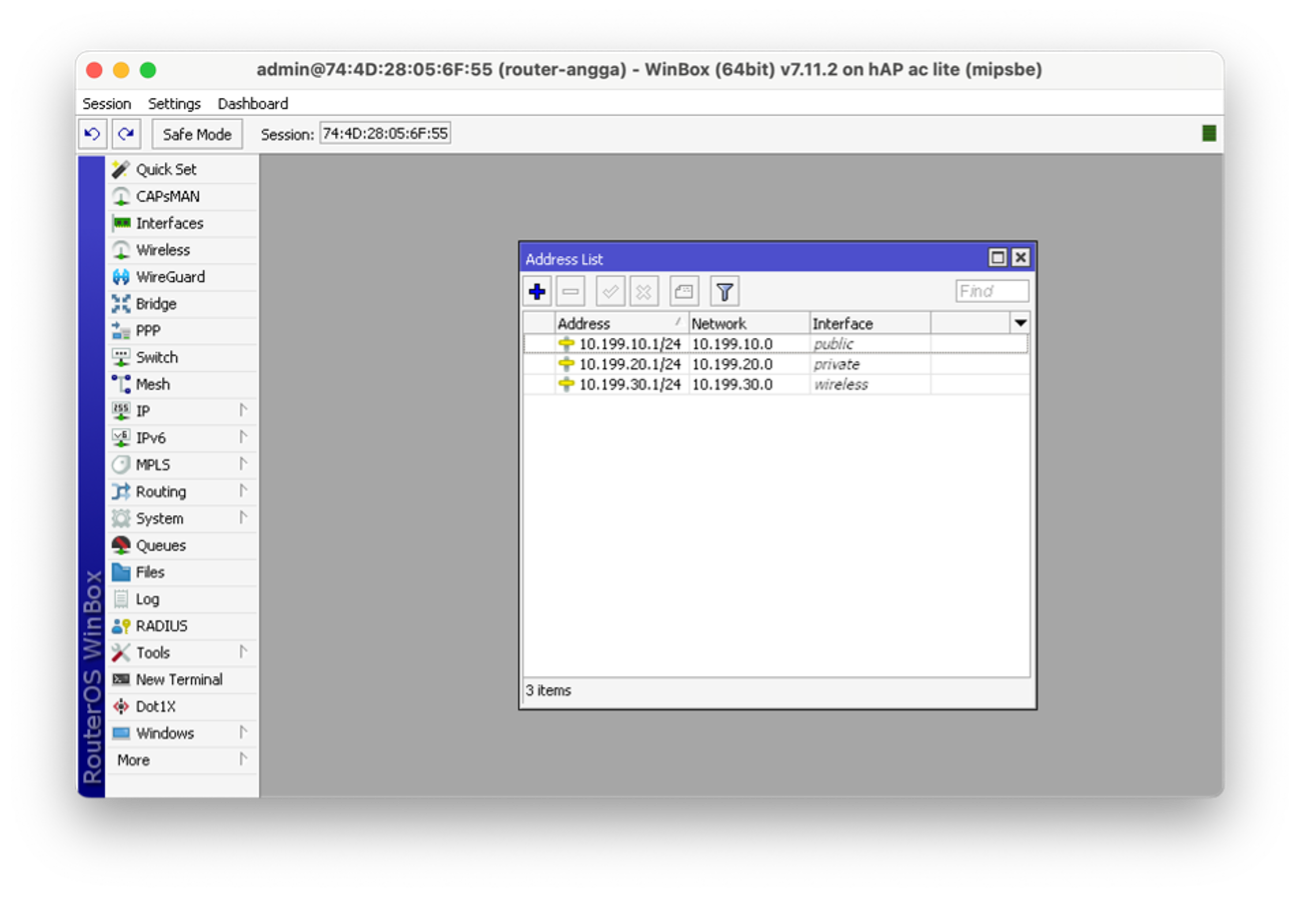 admin@74:4D:28:05:6F:55 (router-angga) - WinBox (64bit) v7.11.2 on hAP ac lite (mipsbe)
Session Settings Dashboard
Safe Mode Session: 74:4D:28:05:6F:55
Quick Set
CAPsMAN
Interfaces
Wireless
WireGuard
Bridge
PPP
Switch
Mesh
IP
IPv6
MPLS
Routing
System
Queues
Files
Log
RADIUS
Tools
New Terminal
Dot1X
Windows
More
RouterOS WinBox
Address List
Find
Address Network Interface
10.199.10.1/24 10.199.10.0 public
10.199.20.1/24 10.199.20.0 private
10.199.30.1/24 10.199.30.0 wireless
3 items